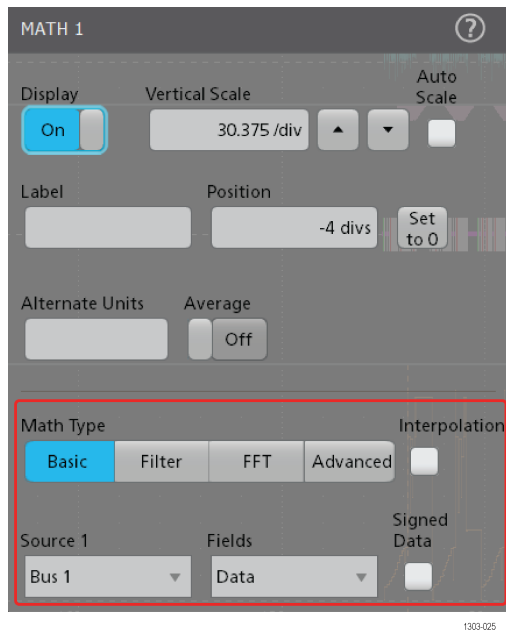 MATH 1 ?
Auto
Display Vertical Scale Scale
On 30.375 /div
Label Position
-4 divs Set
to 0
Alternate Units Average
Off
Math Type Interpolation
Basic Filter FFT Advanced
Signed
Source 1 Fields Data
Bus 1 Data
1303-025